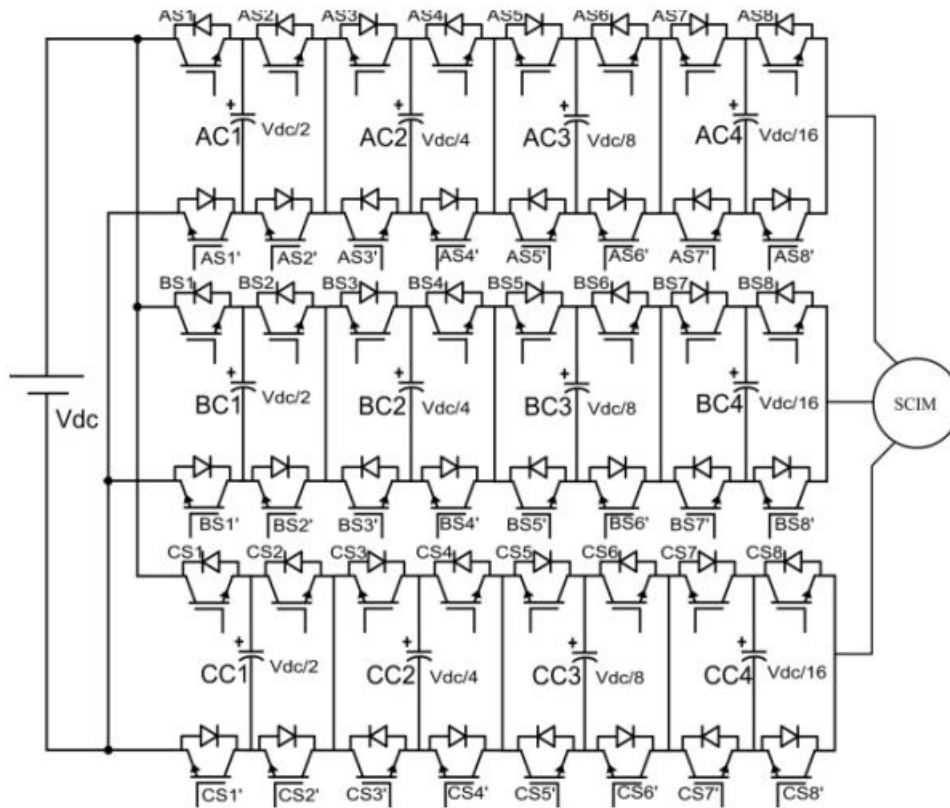 AS1 AS2 AS3 AS4 AS5 AS6 AS7 AS8
+ + + +
AC1 Vdc/2 AC2 Vdc/4 AC3 Vdc/8 AC4 Vdc/16
AS1' AS2' AS3' AS4' AS5' AS6' AS7' AS8'
BS1 BS2 BS3 BS4 BS5 BS6 BS7 BS8
+ + + +
BC1 Vdc/2 BC2 Vdc/4 BC3 Vdc/8 BC4 Vdc/16
Vdc
SCIM
BS1' BS2' BS3' BS4' BS5' BS6' BS7' BS8'
CS1 CS2 CS3 CS4 CS5 CS6 CS7 CS8
+ + + +
CC1 Vdc/2 CC2 Vdc/4 CC3 Vdc/8 CC4 Vdc/16
CS1' CS2' CS3' CS4' CS5' CS6' CS7' CS8'